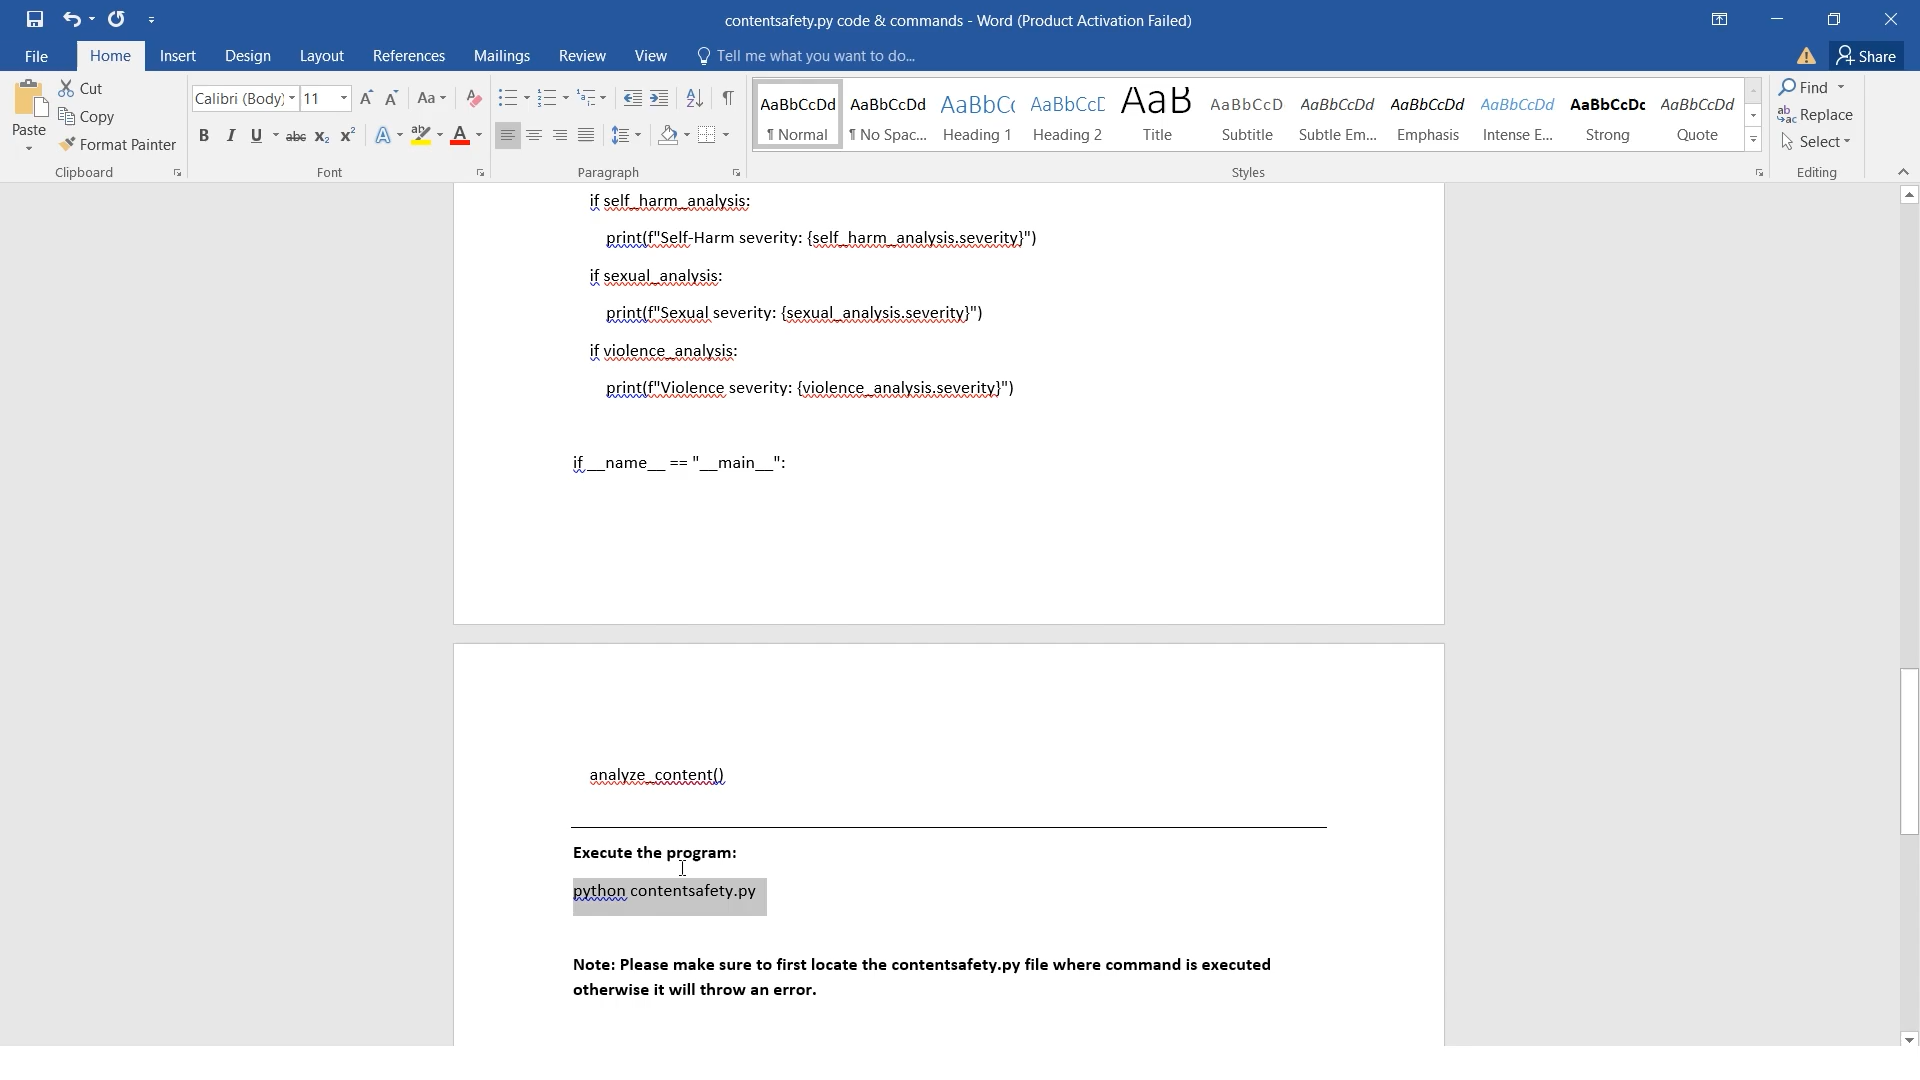 contentsafety.py code & commands - Word (Product Activation Failed)
File Home Insert Design Layout References Mailings Review View Tell me what you want to do... Share
Paste
Cut
Copy
Format Painter
Clipboard
Calibri (Body) 11
Font
Paragraph
AaBbCcDd AaBbCcDd AaBbC AaBbCcD AaB AaBbCcD AaBbCcDd AaBbCcDd AaBbCcDd AaBbCcDc AaBbCcDd
¶ Normal ¶ No Spac... Heading 1 Heading 2 Title Subtitle Subtle Em... Emphasis Intense E... Strong Quote
Styles
Find
Replace
Select
Editing
if self_harm_analysis:
print(f"Self-Harm severity: {self_harm_analysis.severity}")
if sexual_analysis:
print(f"Sexual severity: {sexual_analysis.severity}")
if violence_analysis:
print(f"Violence severity: {violence_analysis.severity}")
if __name__ == "__main__":
analyze_content()
Execute the program:
python contentsafety.py
Note: Please make sure to first locate the contentsafety.py file where command is executed
otherwise it will throw an error.